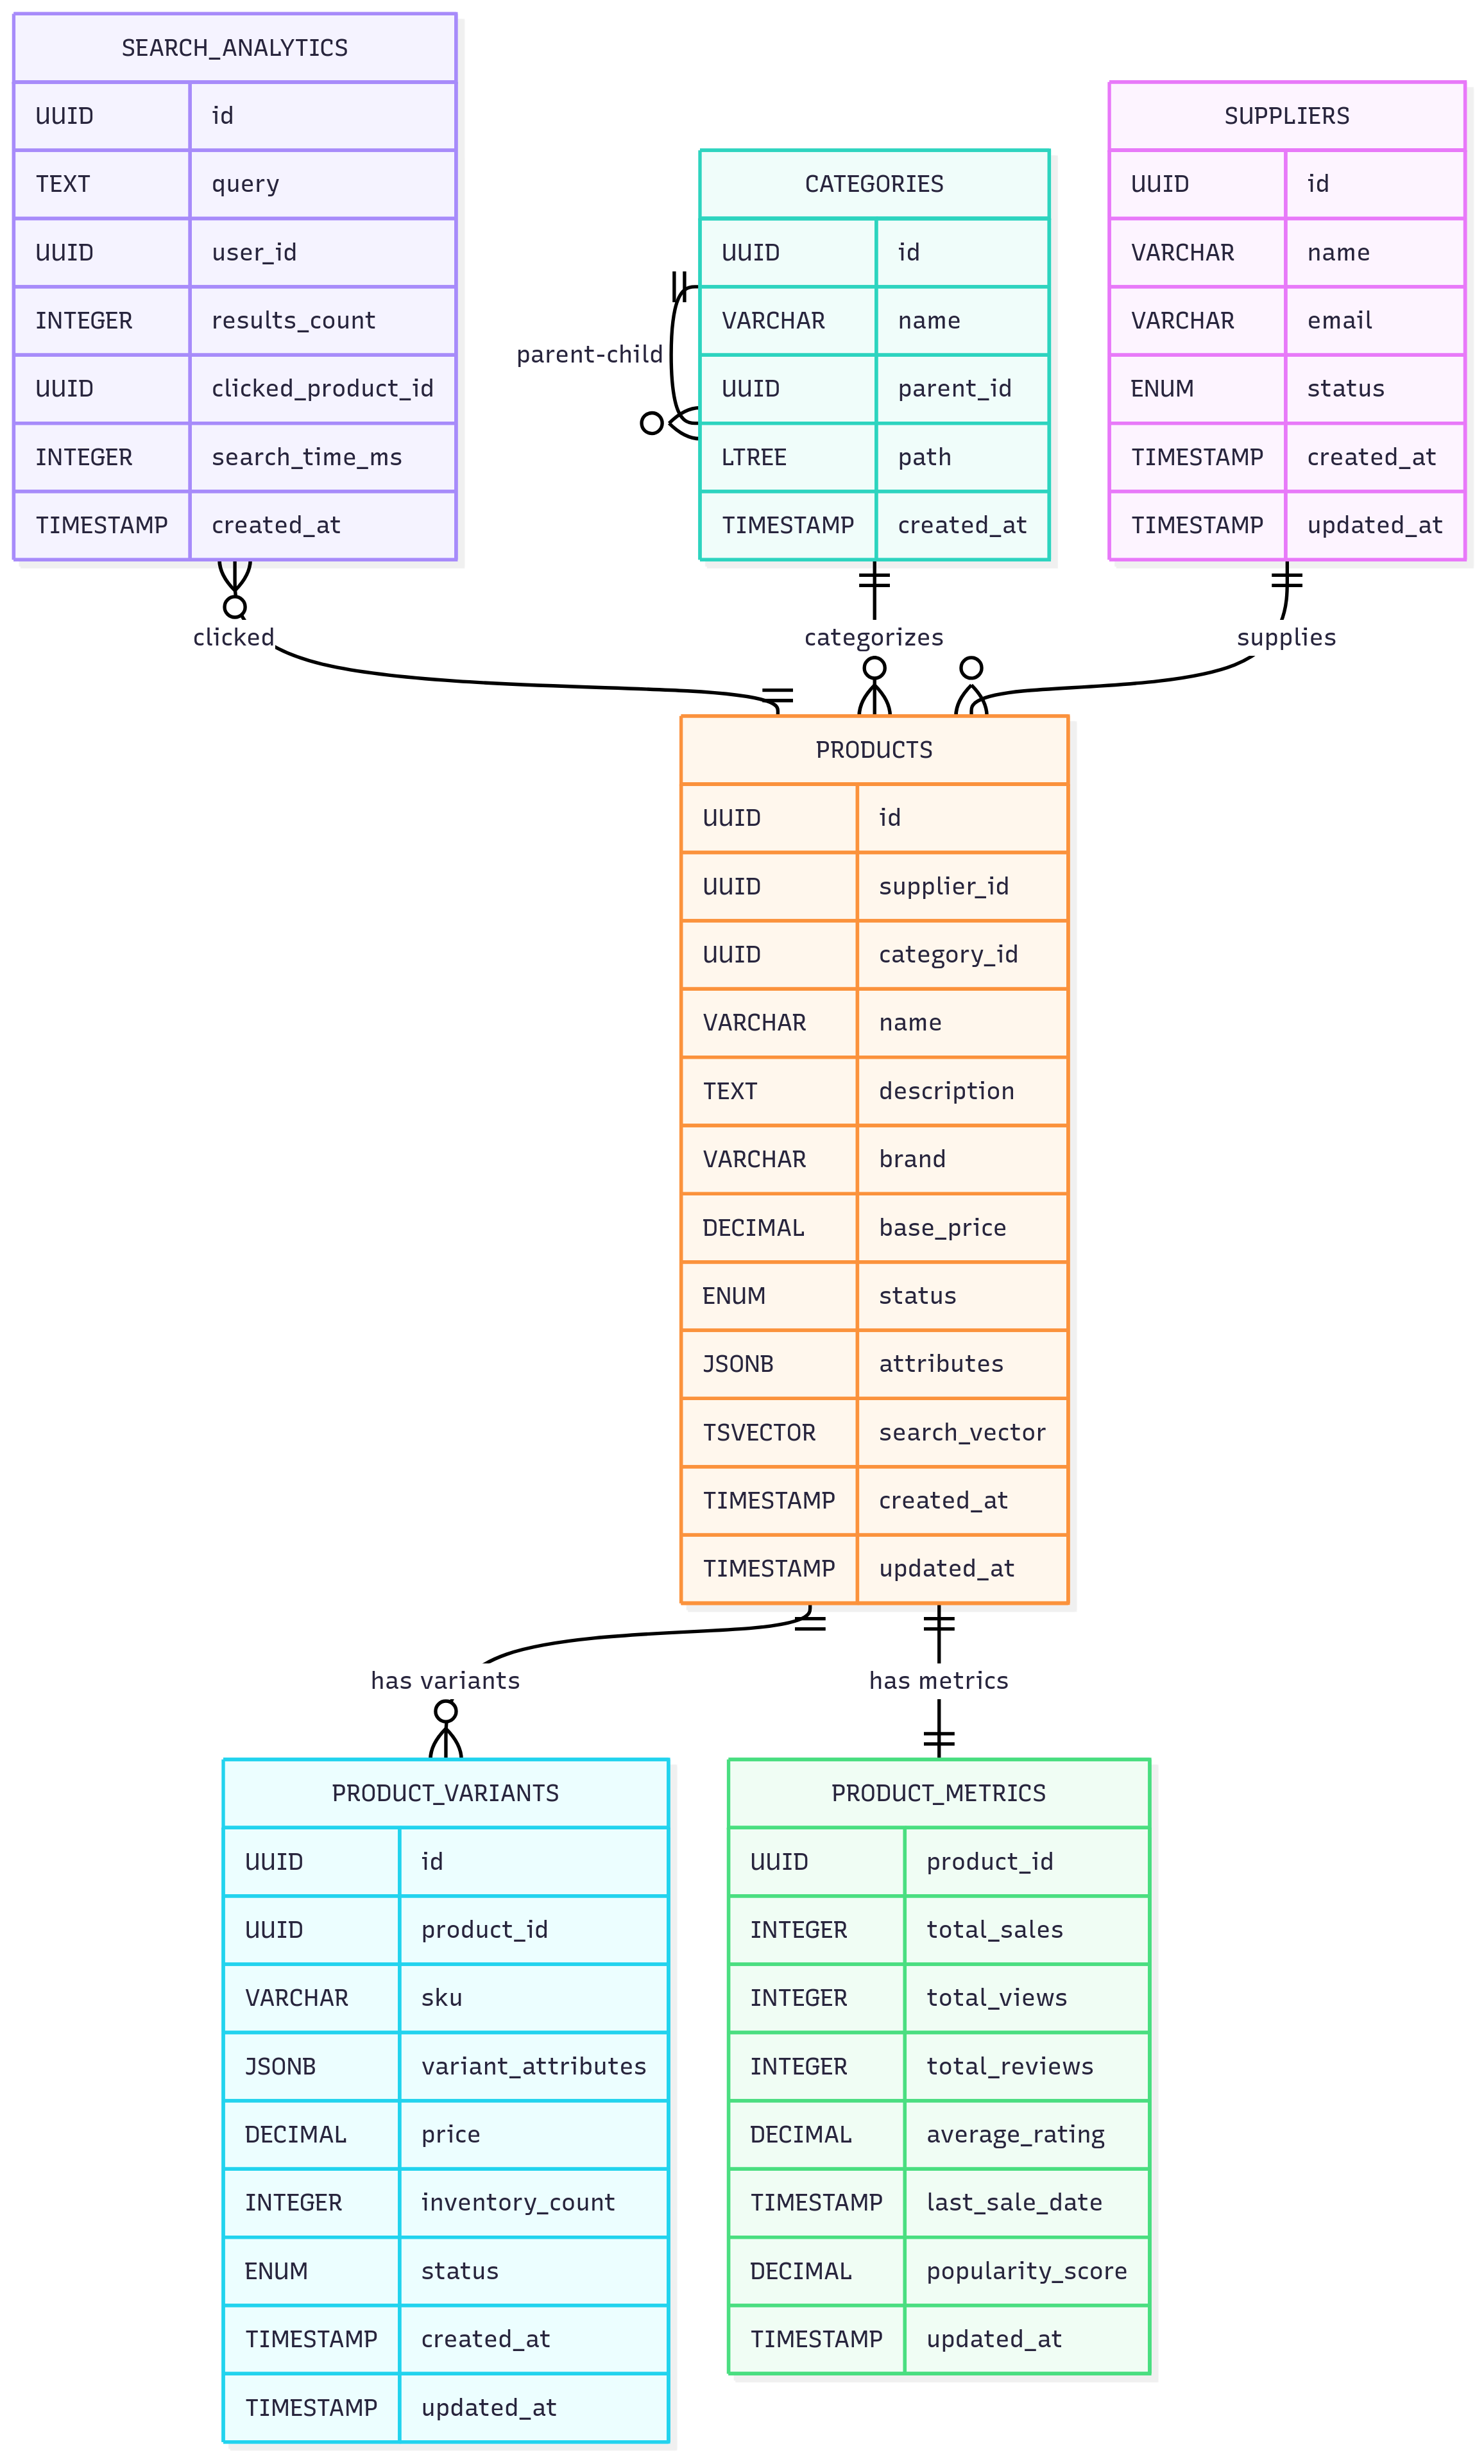 SEARCH_ANALYTICS
UUID id
TEXT query
UUID user_id
INTEGER results_count
UUID clicked_product_id
INTEGER search_time_ms
TIMESTAMP created_at
CATEGORIES
UUID id
VARCHAR name
UUID parent_id
LTREE path
TIMESTAMP created_at
parent-child
SUPPLIERS
UUID id
VARCHAR name
VARCHAR email
ENUM status
TIMESTAMP created_at
TIMESTAMP updated_at
clicked
categorizes
supplies
PRODUCTS
UUID id
UUID supplier_id
UUID category_id
VARCHAR name
TEXT description
VARCHAR brand
DECIMAL base_price
ENUM status
JSONB attributes
TSVECTOR search_vector
TIMESTAMP created_at
TIMESTAMP updated_at
has variants
has metrics
PRODUCT_VARIANTS
UUID id
UUID product_id
VARCHAR sku
JSONB variant_attributes
DECIMAL price
INTEGER inventory_count
ENUM status
TIMESTAMP created_at
TIMESTAMP updated_at
PRODUCT_METRICS
UUID product_id
INTEGER total_sales
INTEGER total_views
INTEGER total_reviews
DECIMAL average_rating
TIMESTAMP last_sale_date
DECIMAL popularity_score
TIMESTAMP updated_at